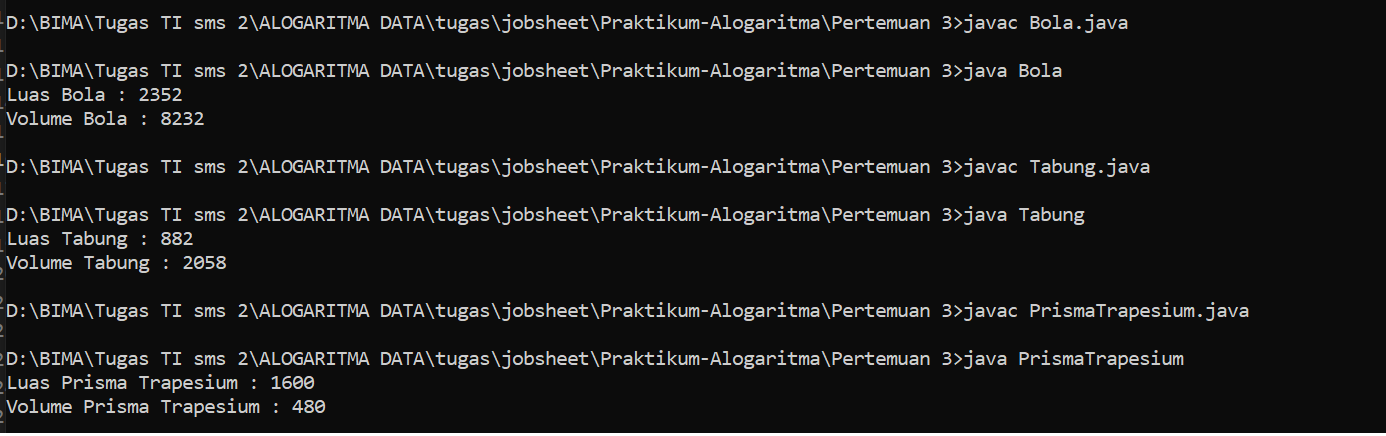 D:\BIMA\Tugas TI sms 2\ALOGARITMA DATA\tugas\jobsheet\Praktikum-Alogaritma\Pertemuan 3>javac Bola.java
D:\BIMA\Tugas TI sms 2\ALOGARITMA DATA\tugas\jobsheet\Praktikum-Alogaritma\Pertemuan 3>java Bola
Luas Bola : 2352
Volume Bola : 8232
D:\BIMA\Tugas TI sms 2\ALOGARITMA DATA\tugas\jobsheet\Praktikum-Alogaritma\Pertemuan 3>javac Tabung.java
D:\BIMA\Tugas TI sms 2\ALOGARITMA DATA\tugas\jobsheet\Praktikum-Alogaritma\Pertemuan 3>java Tabung
Luas Tabung : 882
Volume Tabung : 2058
D:\BIMA\Tugas TI sms 2\ALOGARITMA DATA\tugas\jobsheet\Praktikum-Alogaritma\Pertemuan 3>javac PrismaTrapesium.java
D:\BIMA\Tugas TI sms 2\ALOGARITMA DATA\tugas\jobsheet\Praktikum-Alogaritma\Pertemuan 3>java PrismaTrapesium
Luas Prisma Trapesium : 1600
Volume Prisma Trapesium : 480